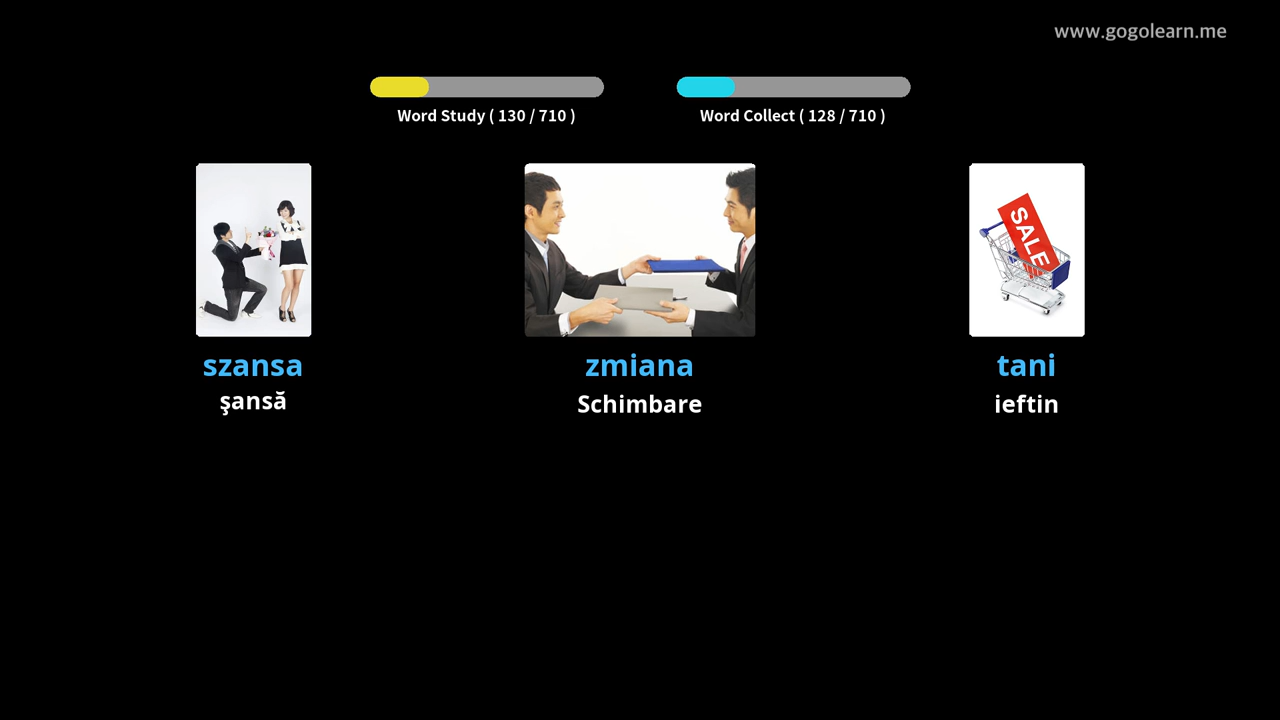 www.gogolearn.me
Word Study ( 130 / 710 )
Word Collect ( 128 / 710 )
SALE
szansa
şansă
zmiana
Schimbare
tani
ieftin